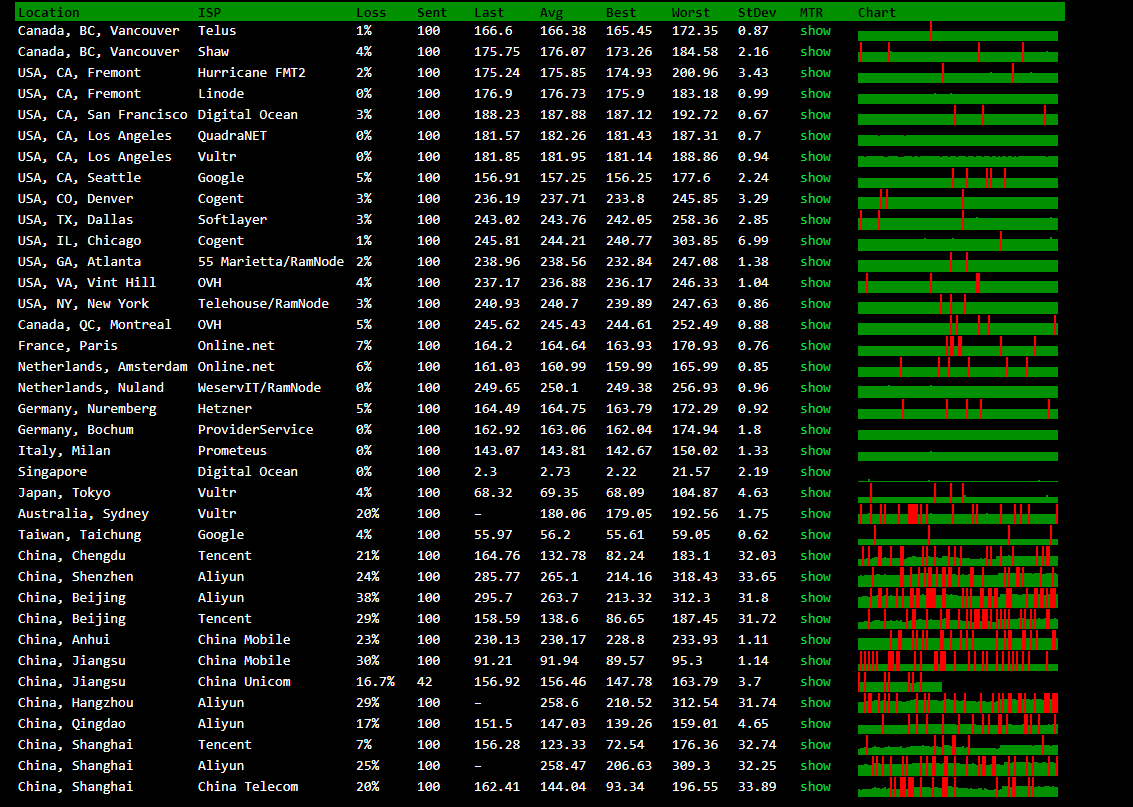 Location ISP Loss Sent Last Avg Best Worst StDev MTR Chart
Canada, BC, Vancouver Telus 1% 100 166.6 166.38 165.45 172.35 0.87 show
Canada, BC, Vancouver Shaw 4% 100 175.75 176.07 173.26 184.58 2.16 show
USA, CA, Fremont Hurricane FMT2 2% 100 175.24 175.85 174.93 200.96 3.43 show
USA, CA, Fremont Linode 0% 100 176.9 176.73 175.9 183.18 0.99 show
USA, CA, San Francisco Digital Ocean 3% 100 188.23 187.88 187.12 192.72 0.67 show
USA, CA, Los Angeles QuadraNET 0% 100 181.57 182.26 181.43 187.31 0.7 show
USA, CA, Los Angeles Vultr 0% 100 181.85 181.95 181.14 188.86 0.94 show
USA, CA, Seattle Google 5% 100 156.91 157.25 156.25 177.6 2.24 show
USA, CO, Denver Cogent 3% 100 236.19 237.71 233.8 245.85 3.29 show
USA, TX, Dallas Softlayer 3% 100 243.02 243.76 242.05 258.36 2.85 show
USA, IL, Chicago Cogent 1% 100 245.81 244.21 240.77 303.85 6.99 show
USA, GA, Atlanta 55 Marietta/RamNode 2% 100 238.96 238.56 232.84 247.08 1.38 show
USA, VA, Vint Hill OVH 4% 100 237.17 236.88 236.17 246.33 1.04 show
USA, NY, New York Telehouse/RamNode 3% 100 240.93 240.7 239.89 247.63 0.86 show
Canada, QC, Montreal OVH 5% 100 245.62 245.43 244.61 252.49 0.88 show
France, Paris Online.net 7% 100 164.2 164.64 163.93 170.93 0.76 show
Netherlands, Amsterdam Online.net 6% 100 161.03 160.99 159.99 165.99 0.85 show
Netherlands, Nuland WeservIT/RamNode 0% 100 249.65 250.1 249.38 256.93 0.96 show
Germany, Nuremberg Hetzner 5% 100 164.49 164.75 163.79 172.29 0.92 show
Germany, Bochum ProviderService 0% 100 162.92 163.06 162.04 174.94 1.8 show
Italy, Milan Prometeus 0% 100 143.07 143.81 142.67 150.02 1.33 show
Singapore Digital Ocean 0% 100 2.3 2.73 2.22 21.57 2.19 show
Japan, Tokyo Vultr 4% 100 68.32 69.35 68.09 104.87 4.63 show
Australia, Sydney Vultr 20% 100 – 180.06 179.05 192.56 1.75 show
Taiwan, Taichung Google 4% 100 55.97 56.2 55.61 59.05 0.62 show
China, Chengdu Tencent 21% 100 164.76 132.78 82.24 183.1 32.03 show
China, Shenzhen Aliyun 24% 100 285.77 265.1 214.16 318.43 33.65 show
China, Beijing Aliyun 38% 100 295.7 263.7 213.32 312.3 31.8 show
China, Beijing Tencent 29% 100 158.59 138.6 86.65 187.45 31.72 show
China, Anhui China Mobile 23% 100 230.13 230.17 228.8 233.93 1.11 show
China, Jiangsu China Mobile 30% 100 91.21 91.94 89.57 95.3 1.14 show
China, Jiangsu China Unicom 16.7% 42 156.92 156.46 147.78 163.79 3.7 show
China, Hangzhou Aliyun 29% 100 – 258.6 210.52 312.54 31.74 show
China, Qingdao Aliyun 17% 100 151.5 147.03 139.26 159.01 4.65 show
China, Shanghai Tencent 7% 100 156.28 123.33 72.54 176.36 32.74 show
China, Shanghai Aliyun 25% 100 – 258.47 206.63 309.3 32.25 show
China, Shanghai China Telecom 20% 100 162.41 144.04 93.34 196.55 33.89 show